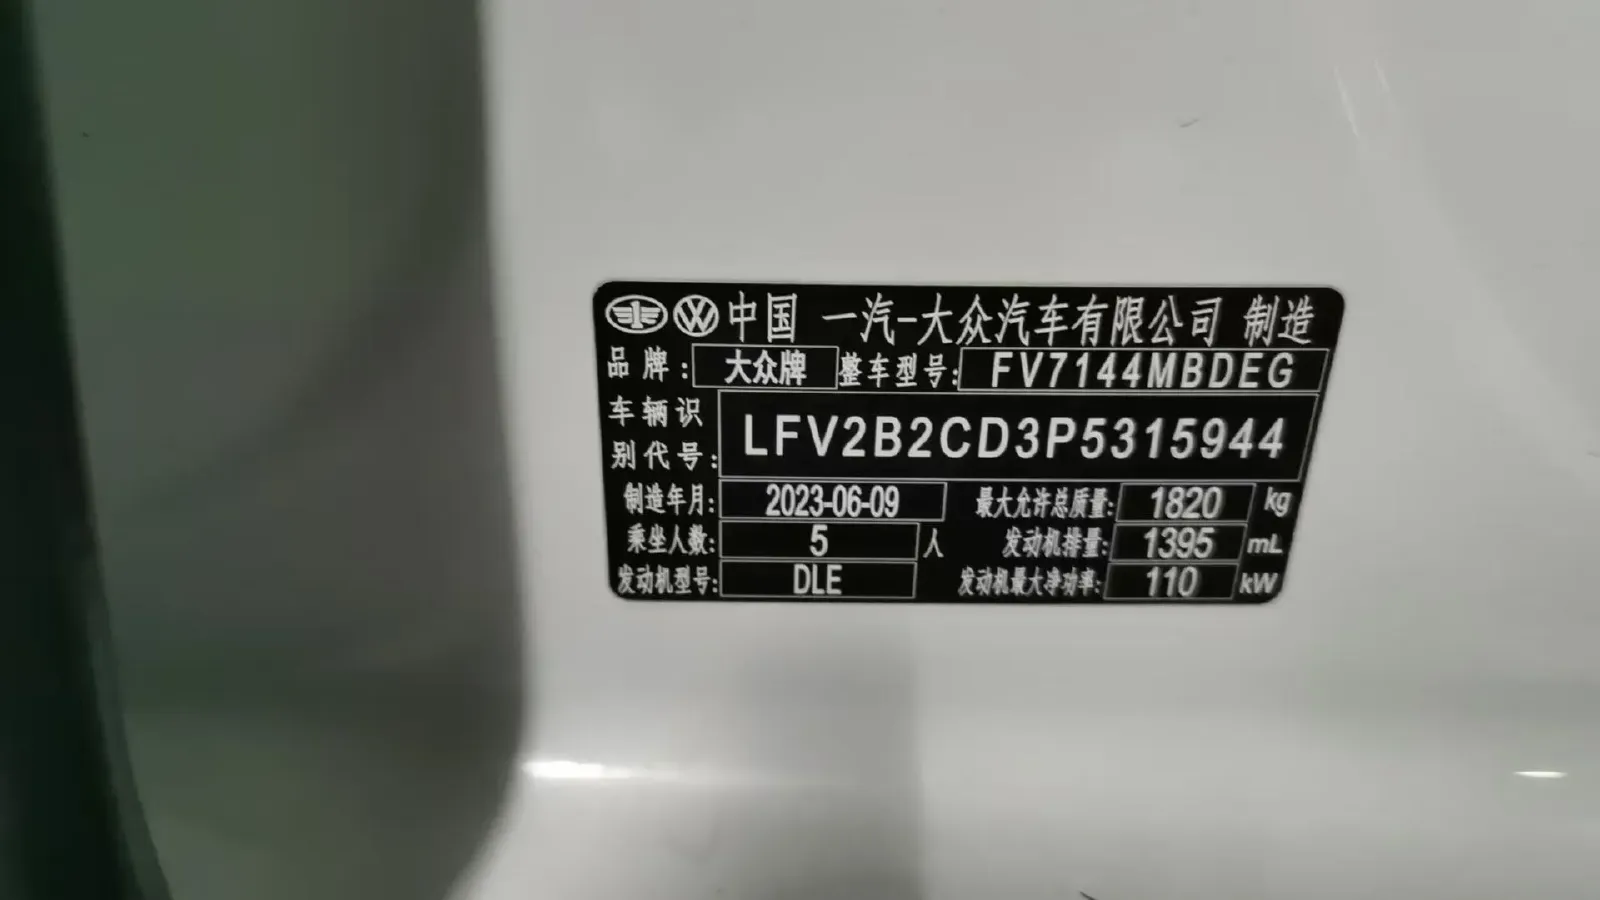 中国 一汽-大众汽车有限公司 制造
品牌: 大众牌 整车型号: FV7144MBDEG
车辆识别代号: LFV2B2CD3P5315944
制造年月: 2023-06-09 最大允许总质量: 1820 kg
乘坐人数: 5 人 发动机排量: 1395 mL
发动机型号: DLE 发动机最大净功率: 110 kW